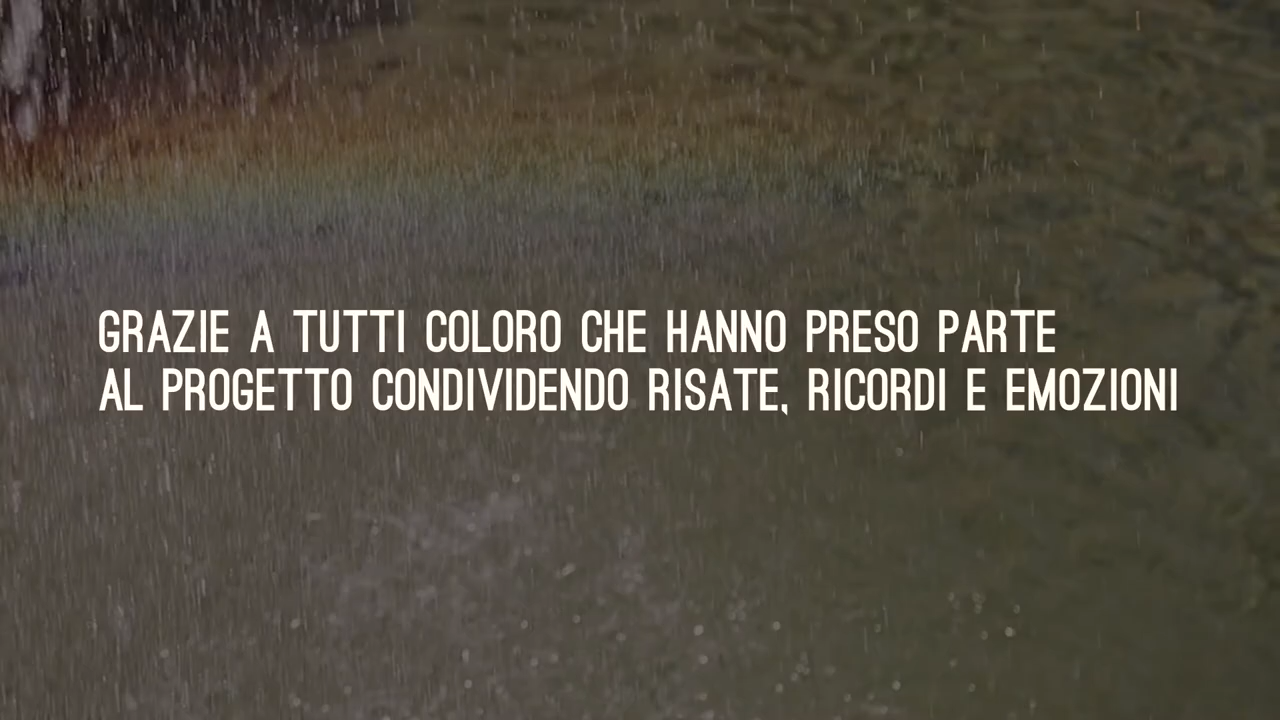 GRAZIE A TUTTI COLORO CHE HANNO PRESO PARTE
AL PROGETTO CONDIVIDENDO RISATE, RICORDI E EMOZIONI